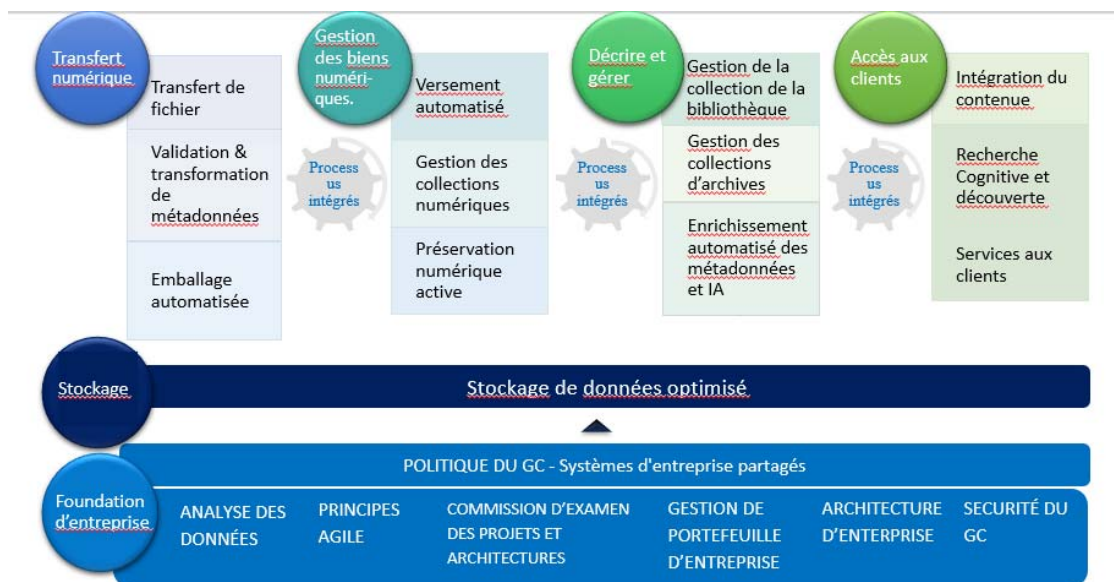 Transfert
numérique
Transfert de
fichier
Validation &
transformation
de
métadonnées
Emballage
automatisée
Gestion
des biens
numéri-
ques.
Process
us
intégrés
Versement
automatisé
Gestion des
collections
numériques
Préservation
numérique
active
Décrire et
gérer
Process
us
intégrés
Gestion de la
collection de la
bibliothèque
Gestion des
collections
d'archives
Enrichissement
automatisé des
métadonnées
et IA
Accès aux
clients
Process
us
intégrés
Intégration du
contenue
Recherche
Cognitive et
découverte
Services aux
clients
Stockage
Stockage de données optimisé
Foundation
d'entreprise
POLITIQUE DU GC - Systèmes d'entreprise partagés
ANALYSE DES
DONNÉES
PRINCIPES
AGILE
COMMISSION D'EXAMEN
DES PROJETS ET
ARCHITECTURES
GESTION DE
PORTEFEUILLE
D'ENTREPRISE
ARCHITECTURE
D'ENTERPRISE
SECURITÉ DU
GC